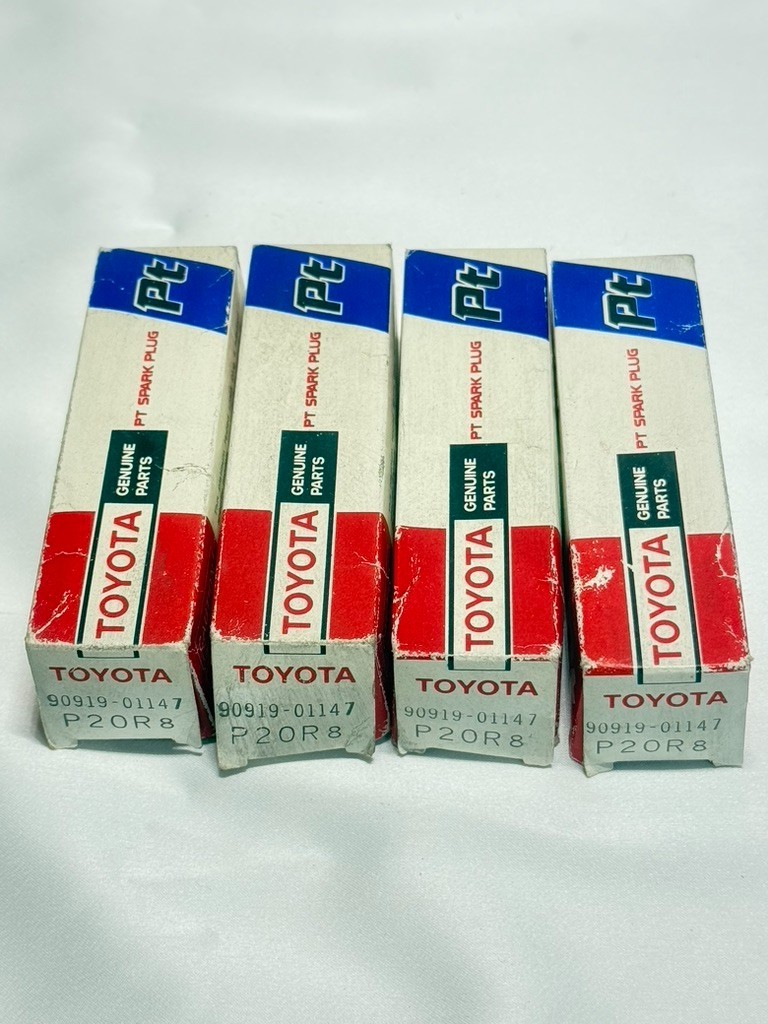 Pt
PT SPARK PLUG
GENUINE
PARTS
TOYOTA
TOYOTA
90919-01147
P20R8
Pt
PT SPARK PLUG
GENUINE
PARTS
TOYOTA
TOYOTA
90919-01147
P20R8
Pt
PT SPARK PLUG
GENUINE
PARTS
TOYOTA
TOYOTA
90919-01147
P20R8
Pt
PT SPARK PLUG
GENUINE
PARTS
TOYOTA
TOYOTA
90919-01147
P20R8